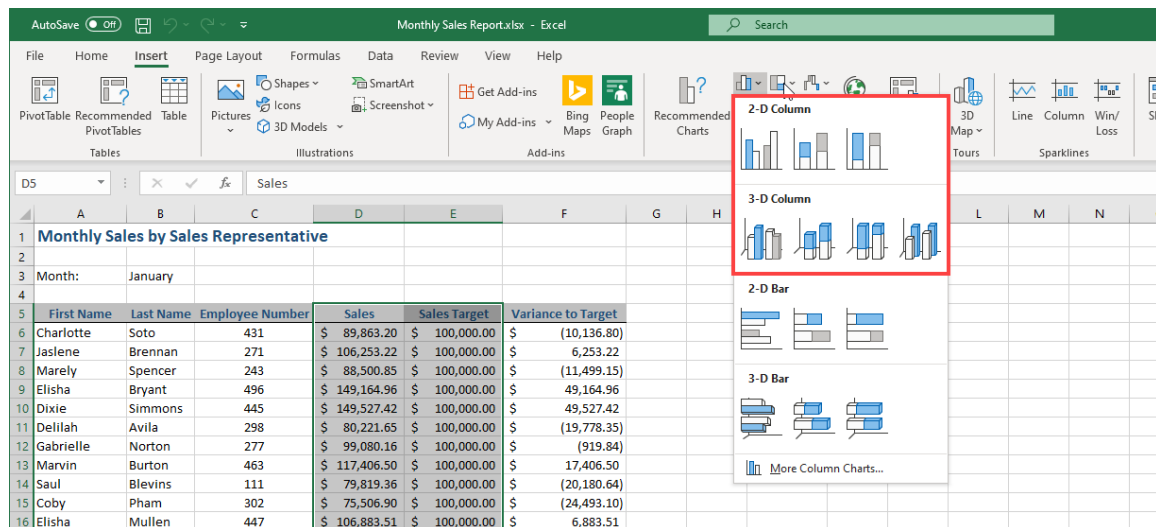 AutoSave Off Monthly Sales Report.xlsx - Excel Search
File Home Insert Page Layout Formulas Data Review View Help
PivotTable Recommended PivotTables Table
Tables
Pictures Shapes Icons 3D Models SmartArt Screenshot
Illustrations
Get Add-ins My Add-ins Bing Maps People Graph
Add-ins
Recommended Charts
3D Map
Tours
Line Column Win/Loss
Sparklines
2-D Column
3-D Column
2-D Bar
3-D Bar
More Column Charts...
D5 fx Sales
A B C D E F G H L M N
1 Monthly Sales by Sales Representative
2
3 Month: January
4
5 First Name Last Name Employee Number Sales Sales Target Variance to Target
6 Charlotte Soto 431 $ 89,863.20 $ 100,000.00 $ (10,136.80)
7 Jaslene Brennan 271 $ 106,253.22 $ 100,000.00 $ 6,253.22
8 Marely Spencer 243 $ 88,500.85 $ 100,000.00 $ (11,499.15)
9 Elisha Bryant 496 $ 149,164.96 $ 100,000.00 $ 49,164.96
10 Dixie Simmons 445 $ 149,527.42 $ 100,000.00 $ 49,527.42
11 Delilah Avila 298 $ 80,221.65 $ 100,000.00 $ (19,778.35)
12 Gabrielle Norton 277 $ 99,080.16 $ 100,000.00 $ (919.84)
13 Marvin Burton 463 $ 117,406.50 $ 100,000.00 $ 17,406.50
14 Saul Blevins 111 $ 79,819.36 $ 100,000.00 $ (20,180.64)
15 Coby Pham 302 $ 75,506.90 $ 100,000.00 $ (24,493.10)
16 Elisha Mullen 447 $ 106,883.51 $ 100,000.00 $ 6,883.51